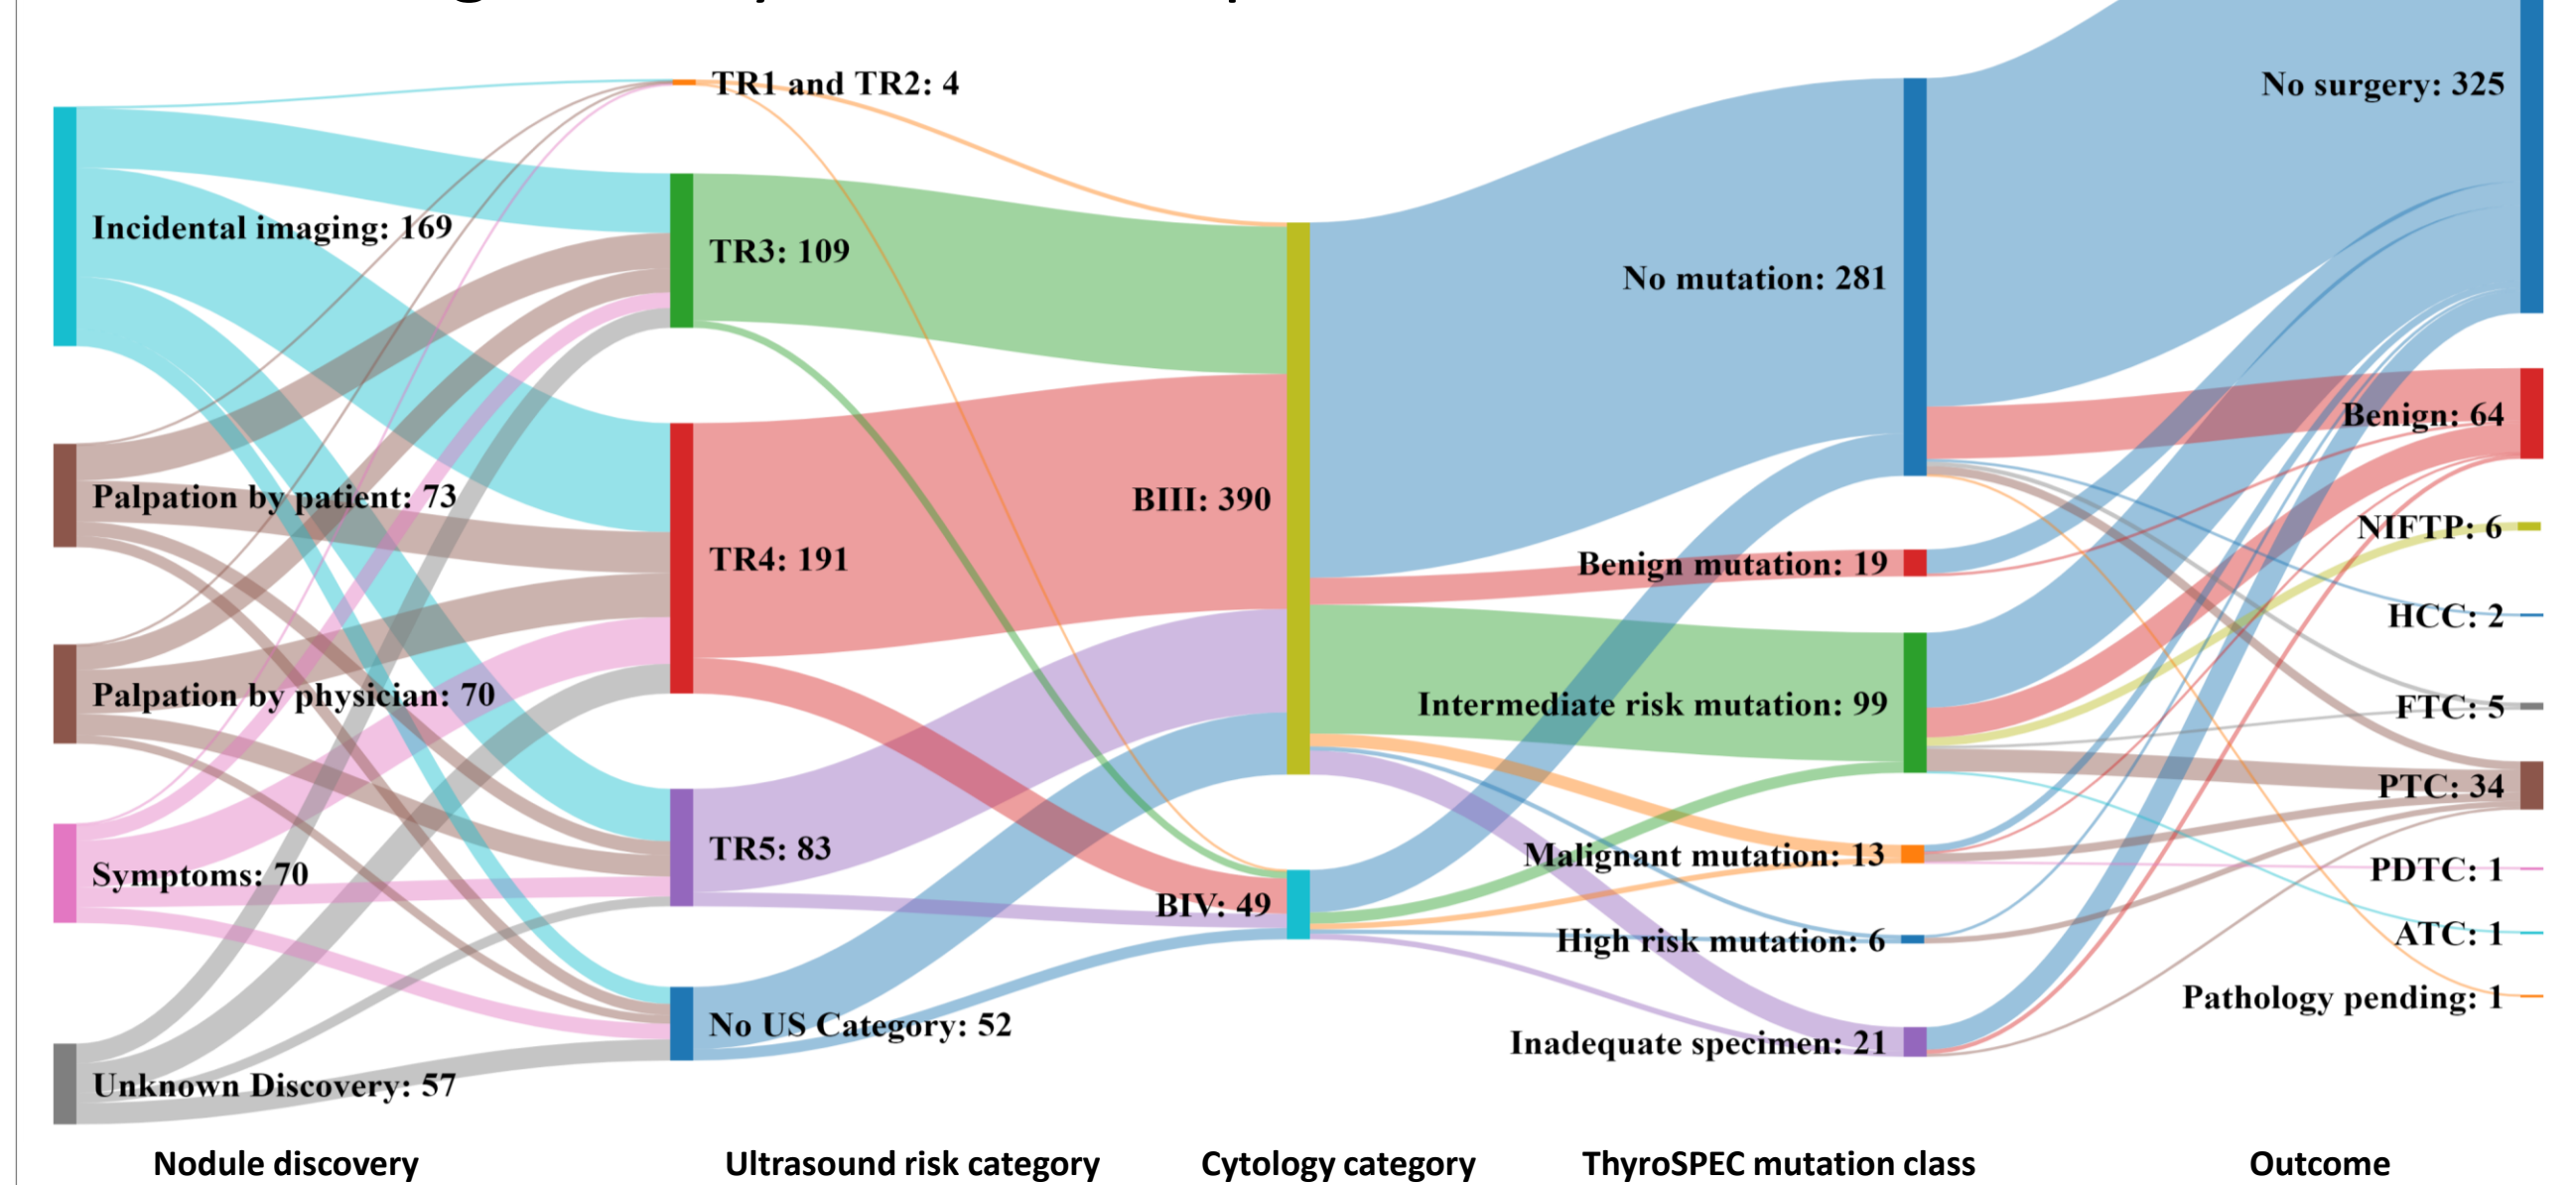 TR1 and TR2: 4
No surgery: 325
Incidental imaging: 169
TR3: 109
No mutation: 281
Benign: 64
Palpation by patient: 73
BIII: 390
NIFTP: 6
TR4: 191
Benign mutation: 19
HCC: 2
Palpation by physician: 70
Intermediate risk mutation: 99
FTC: 5
PTC: 34
TR5: 83
Malignant mutation: 13
Symptoms: 70
PDTC: 1
BIV: 49
High risk mutation: 6
ATC: 1
No US Category: 52
Pathology pending: 1
Inadequate specimen: 21
Unknown Discovery: 57
Nodule discovery
Ultrasound risk category
Cytology category
ThyroSPEC mutation class
Outcome